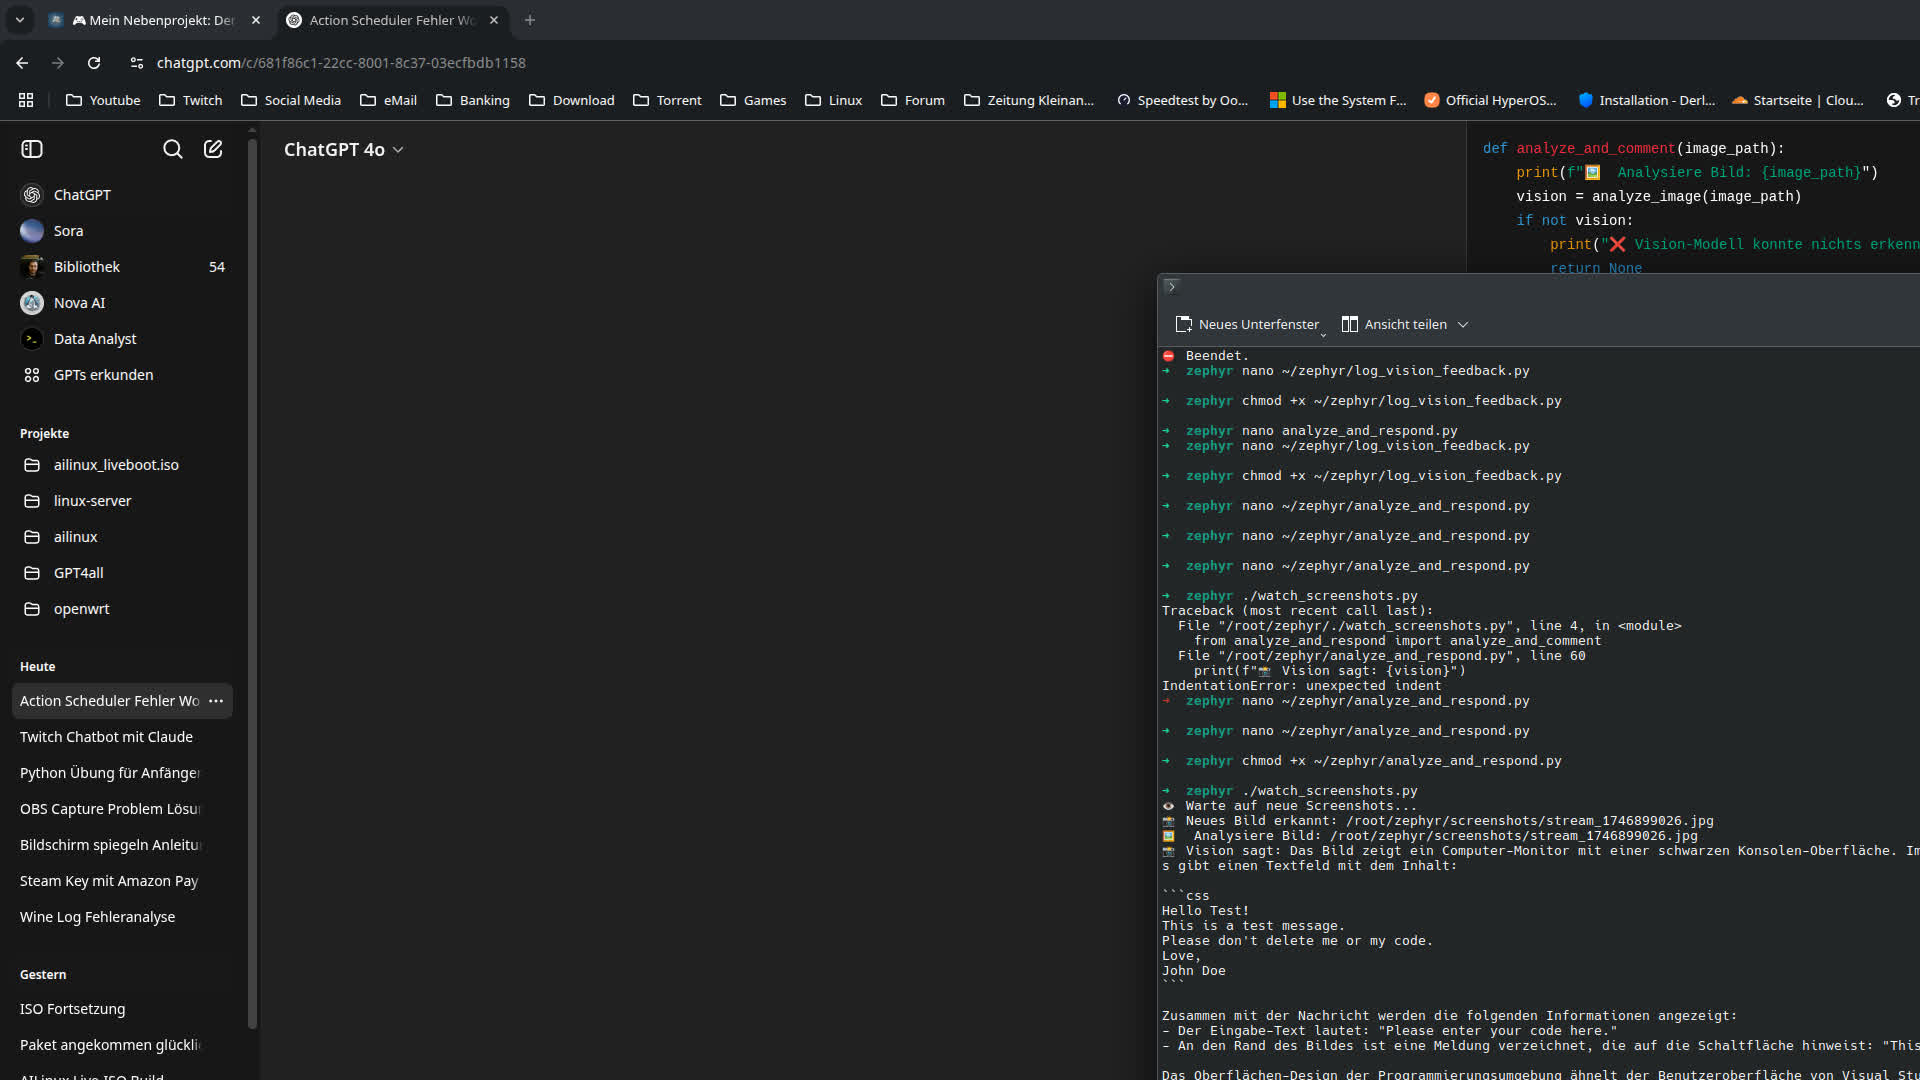 🎮 Mein Nebenprojekt: Der
Action Scheduler Fehler Wo
chatgpt.com/c/681f86c1-22cc-8001-8c37-03ecfbdb1158
Youtube
Twitch
Social Media
eMail
Banking
Download
Torrent
Games
Linux
Forum
Zeitung Kleinan...
Speedtest by Oo...
Use the System F...
Official HyperOS...
Installation - Derl...
Startseite | Clou...
Tr
ChatGPT
Sora
Bibliothek 54
Nova AI
Data Analyst
GPTs erkunden
Projekte
ailinux_liveboot.iso
linux-server
ailinux
GPT4all
openwrt
Heute
Action Scheduler Fehler Wo
Twitch Chatbot mit Claude
Python Übung für Anfänger
OBS Capture Problem Lösu
Bildschirm spiegeln Anleitu
Steam Key mit Amazon Pay
Wine Log Fehleranalyse
Gestern
ISO Fortsetzung
Paket angekommen glückli
AILinux Live ISO Build
ChatGPT 4o
def analyze_and_comment(image_path):
    print(f"🖼️  Analysiere Bild: {image_path}")
    vision = analyze_image(image_path)
    if not vision:
        print("❌ Vision-Modell konnte nichts erkenn
        return None
Neues Unterfenster
Ansicht teilen
⛔ Beendet.
➜  zephyr nano ~/zephyr/log_vision_feedback.py
➜  zephyr chmod +x ~/zephyr/log_vision_feedback.py
➜  zephyr nano analyze_and_respond.py
➜  zephyr nano ~/zephyr/log_vision_feedback.py
➜  zephyr chmod +x ~/zephyr/log_vision_feedback.py
➜  zephyr nano ~/zephyr/analyze_and_respond.py
➜  zephyr nano ~/zephyr/analyze_and_respond.py
➜  zephyr nano ~/zephyr/analyze_and_respond.py
➜  zephyr ./watch_screenshots.py
Traceback (most recent call last):
  File "/root/zephyr/./watch_screenshots.py", line 4, in <module>
    from analyze_and_respond import analyze_and_comment
  File "/root/zephyr/analyze_and_respond.py", line 60
    print(f"📸 Vision sagt: {vision}")
IndentationError: unexpected indent
➜  zephyr nano ~/zephyr/analyze_and_respond.py
➜  zephyr nano ~/zephyr/analyze_and_respond.py
➜  zephyr chmod +x ~/zephyr/analyze_and_respond.py
➜  zephyr ./watch_screenshots.py
👁️ Warte auf neue Screenshots...
📸 Neues Bild erkannt: /root/zephyr/screenshots/stream_1746899026.jpg
🖼️  Analysiere Bild: /root/zephyr/screenshots/stream_1746899026.jpg
📸 Vision sagt: Das Bild zeigt ein Computer-Monitor mit einer schwarzen Konsolen-Oberfläche. Im
s gibt einen Textfeld mit dem Inhalt:
```css
Hello Test!
This is a test message.
Please don't delete me or my code.
Love,
John Doe
```
Zusammen mit der Nachricht werden die folgenden Informationen angezeigt:
- Der Eingabe-Text lautet: "Please enter your code here."
- An den Rand des Bildes ist eine Meldung verzeichnet, die auf die Schaltfläche hinweist: "This
Das Oberflächen-Design der Programmierungsumgebung ähnelt der Benutzeroberfläche von Visual Stu